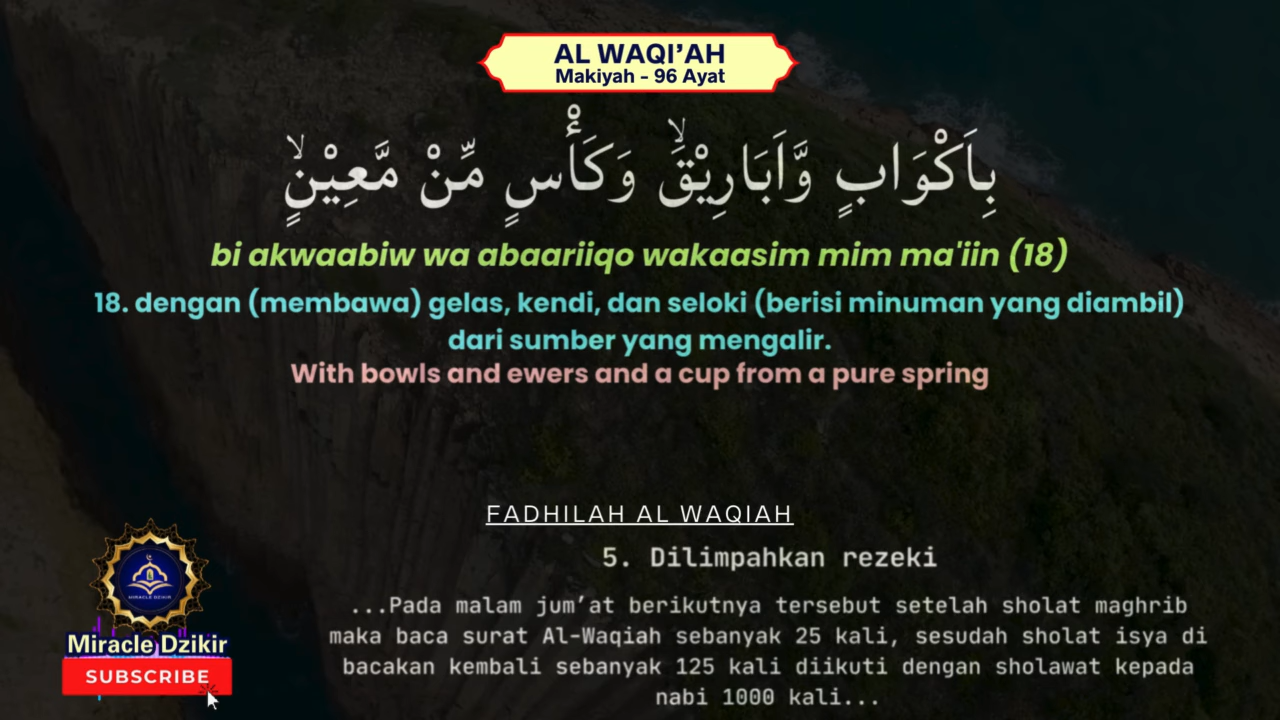 AL WAQI’AH
Makiyah - 96 Ayat
بِاَكْوَابٍ وَّاَبَارِيْقَۙ وَكَأْسٍ مِّنْ مَّعِيْنٍۙ
bi akwaabiw wa abaariiqo wakaasim mim ma'iin (18)
18. dengan (membawa) gelas, kendi, dan seloki (berisi minuman yang diambil)
dari sumber yang mengalir.
With bowls and ewers and a cup from a pure spring
FADHILAH AL WAQIAH
5. Dilimpahkan rezeki
...Pada malam jum’at berikutnya tersebut setelah sholat maghrib
maka baca surat Al-Waqiah sebanyak 25 kali, sesudah sholat isya di
bacakan kembali sebanyak 125 kali diikuti dengan sholawat kepada
nabi 1000 kali...
MIRACLE DZIKIR
Miracle Dzikir
SUBSCRIBE